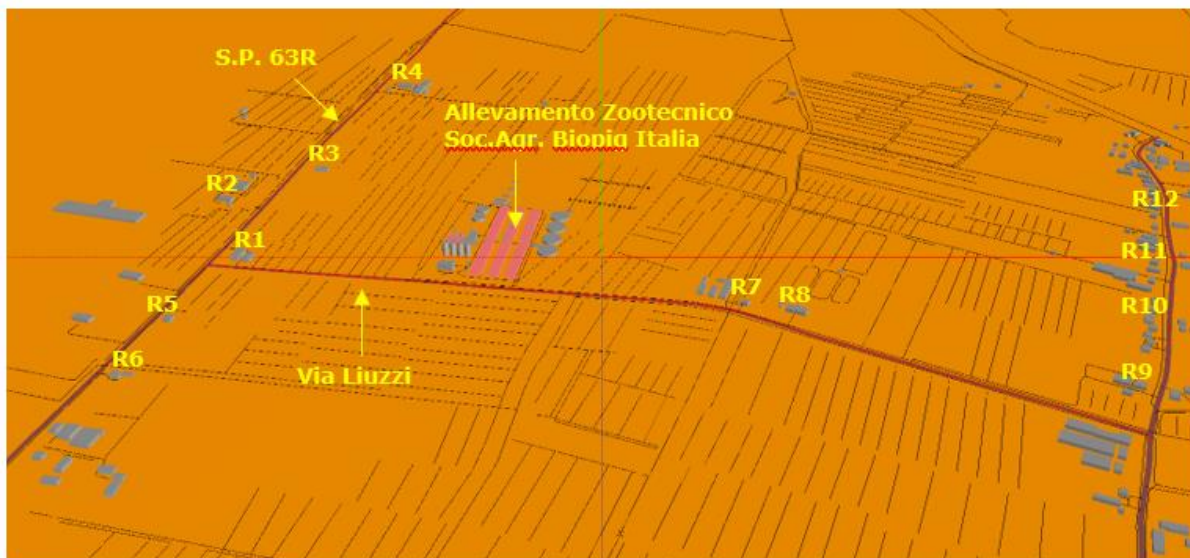 S.P. 63R
R4
Allevamento Zootecnico
Soc.Agr. Biopig Italia
R3
R2
R12
R1
R11
R7
R8
R10
R5
R6
Via Liuzzi
R9